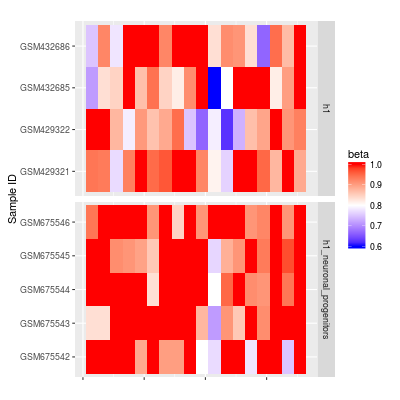 GSM432686
GSM432685
GSM429322
GSM429321
h1
GSM675546
GSM675545
GSM675544
GSM675543
GSM675542
h1_neuronal_progenitors
Sample ID
beta
1.0
0.9
0.8
0.7
0.6